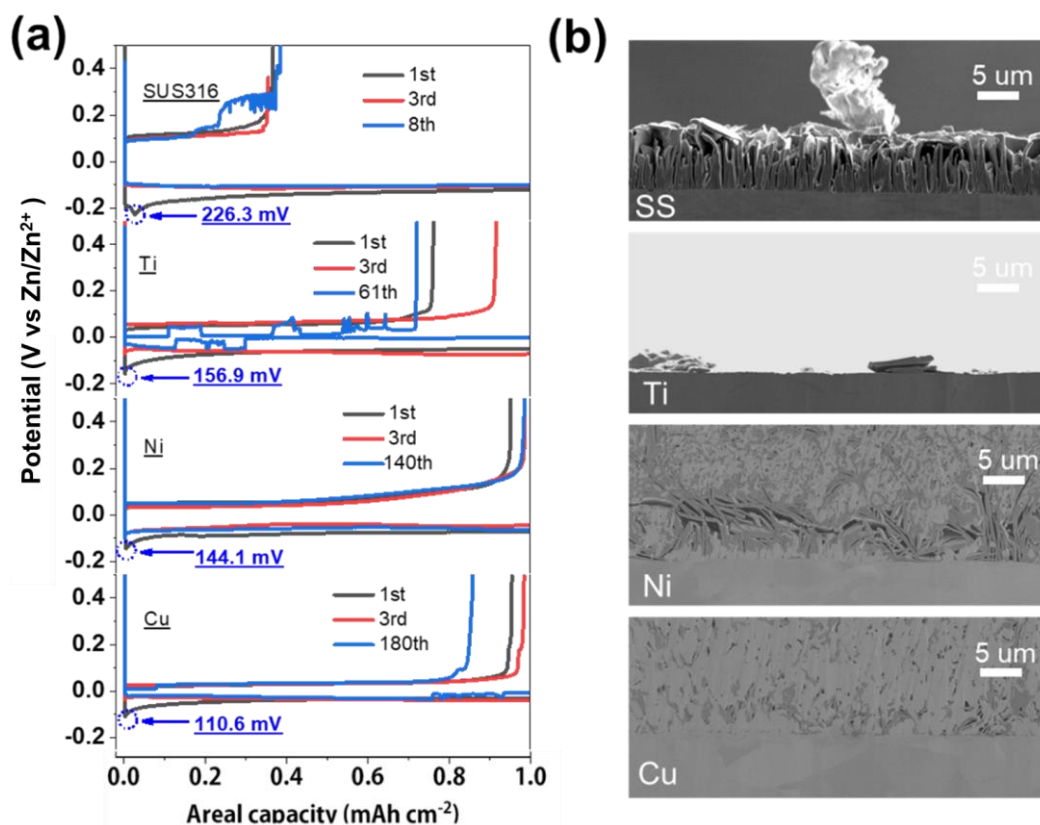 (a)
Potential (V vs Zn/Zn²⁺)
0.4
0.2
0.0
-0.2
SUS316
1st
3rd
8th
226.3 mV
0.4
0.2
0.0
-0.2
Ti
1st
3rd
61th
156.9 mV
0.4
0.2
0.0
-0.2
Ni
1st
3rd
140th
144.1 mV
0.4
0.2
0.0
-0.2
Cu
1st
3rd
180th
110.6 mV
0.0 0.2 0.4 0.6 0.8 1.0
Areal capacity (mAh cm⁻²)
(b)
5 um
SS
5 um
Ti
5 um
Ni
5 um
Cu